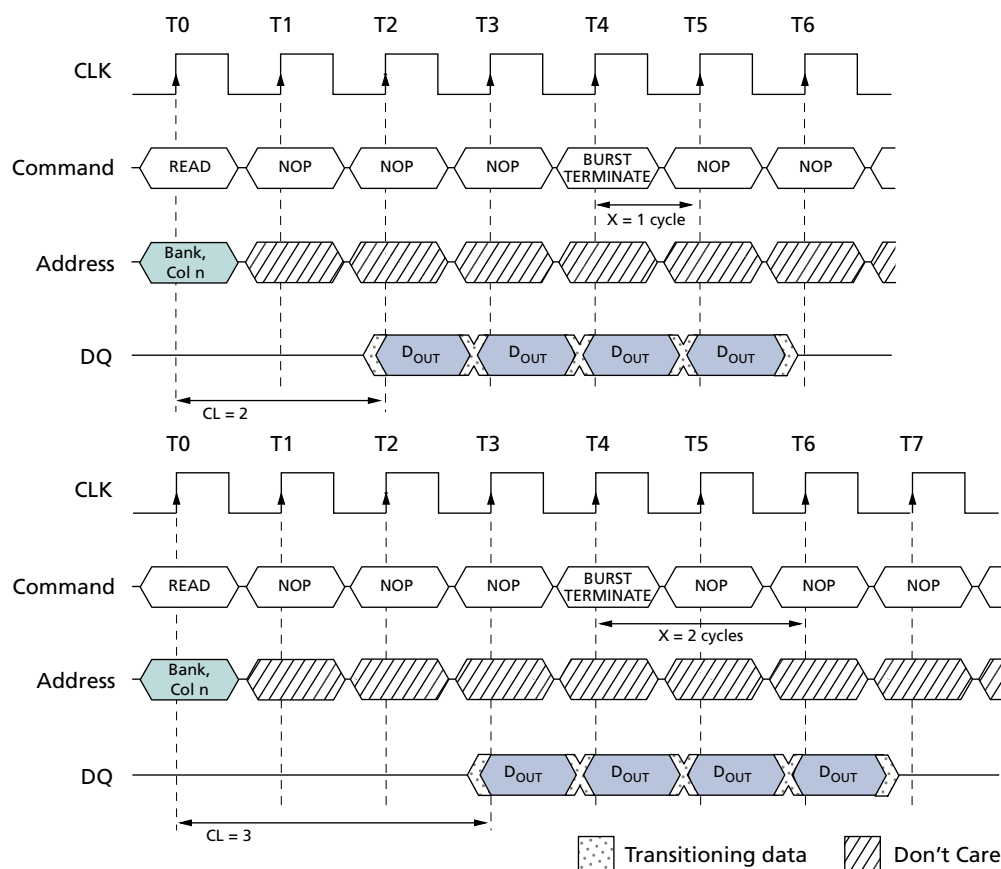 T0 T1 T2 T3 T4 T5 T6
CLK
Command READ NOP NOP NOP BURST TERMINATE NOP NOP
X = 1 cycle
Address Bank, Col n
DQ DOUT DOUT DOUT DOUT
CL = 2
T0 T1 T2 T3 T4 T5 T6 T7
CLK
Command READ NOP NOP NOP BURST TERMINATE NOP NOP NOP
X = 2 cycles
Address Bank, Col n
DQ DOUT DOUT DOUT DOUT
CL = 3
Transitioning data Don't Care